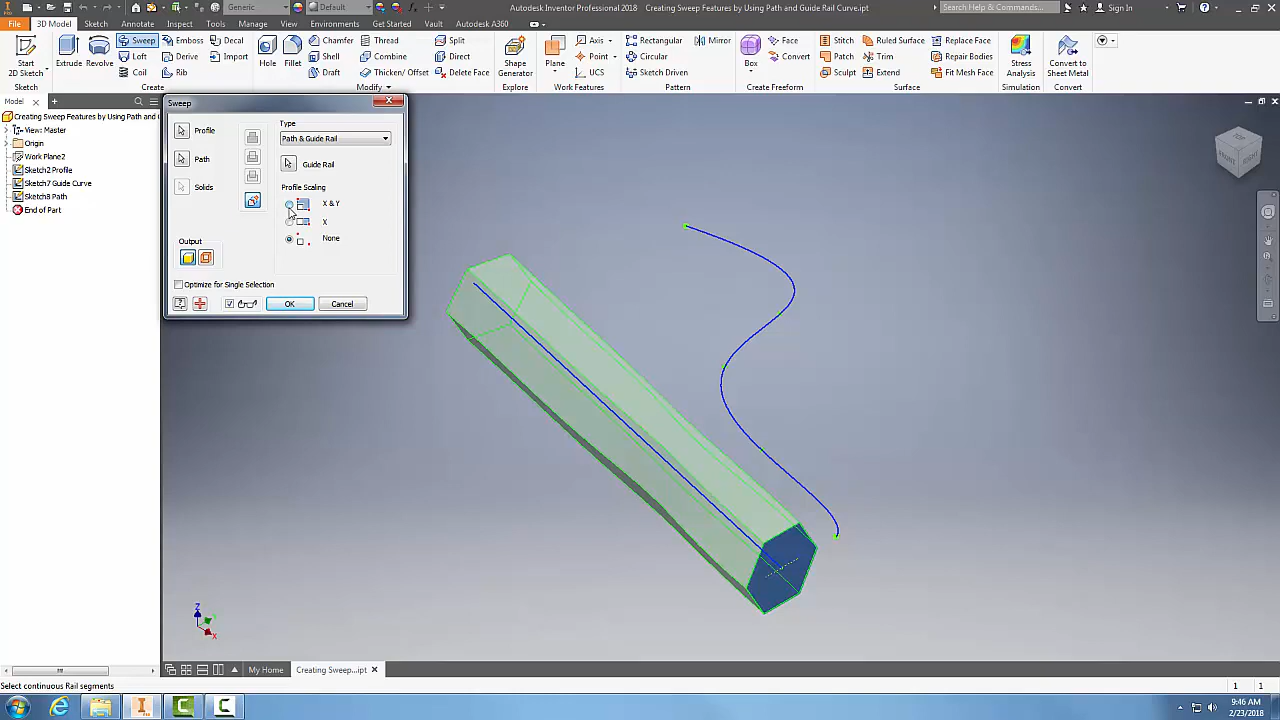 Generic
Default
Autodesk Inventor Professional 2018
Creating Sweep Features by Using Path and Guide Rail Curve.ipt
Search Help & Commands...
Sign In
File
3D Model
Sketch
Annotate
Inspect
Tools
Manage
View
Environments
Get Started
Vault
Autodesk A360
Start
2D Sketch
Sketch
Extrude
Revolve
Sweep
Loft
Coil
Emboss
Derive
Rib
Decal
Import
Create
Hole
Fillet
Chamfer
Shell
Draft
Thread
Combine
Thicken/ Offset
Split
Direct
Delete Face
Modify
Shape
Generator
Explore
Plane
Axis
Point
UCS
Work Features
Rectangular
Circular
Sketch Driven
Mirror
Pattern
Box
Face
Convert
Create Freeform
Stitch
Patch
Sculpt
Ruled Surface
Trim
Extend
Replace Face
Repair Bodies
Fit Mesh Face
Surface
Stress
Analysis
Simulation
Convert to
Sheet Metal
Convert
Model
Creating Sweep Features by Using Path and G
View: Master
Origin
Work Plane2
Sketch2 Profile
Sketch7 Guide Curve
Sketch8 Path
End of Part
Sweep
Profile
Path
Solids
Output
Type
Path & Guide Rail
Guide Rail
Profile Scaling
X & Y
X
None
Optimize for Single Selection
OK
Cancel
TOP
FRONT
RIGHT
Z
Y
X
My Home
Creating Sweep...ipt
Select continuous Rail segments
1
1
9:46 AM
2/23/2018